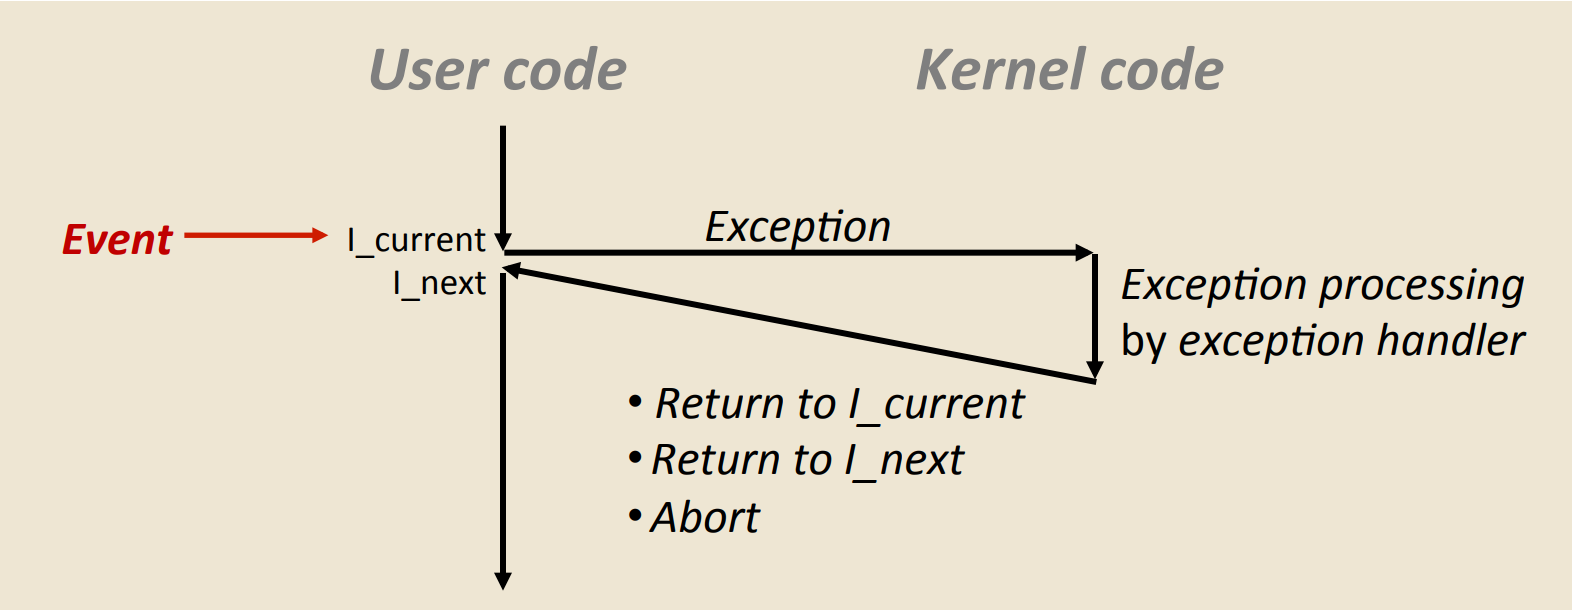 User code
Kernel code
Event
I_current
Exception
I_next
Exception processing
by exception handler
• Return to I_current
• Return to I_next
• Abort